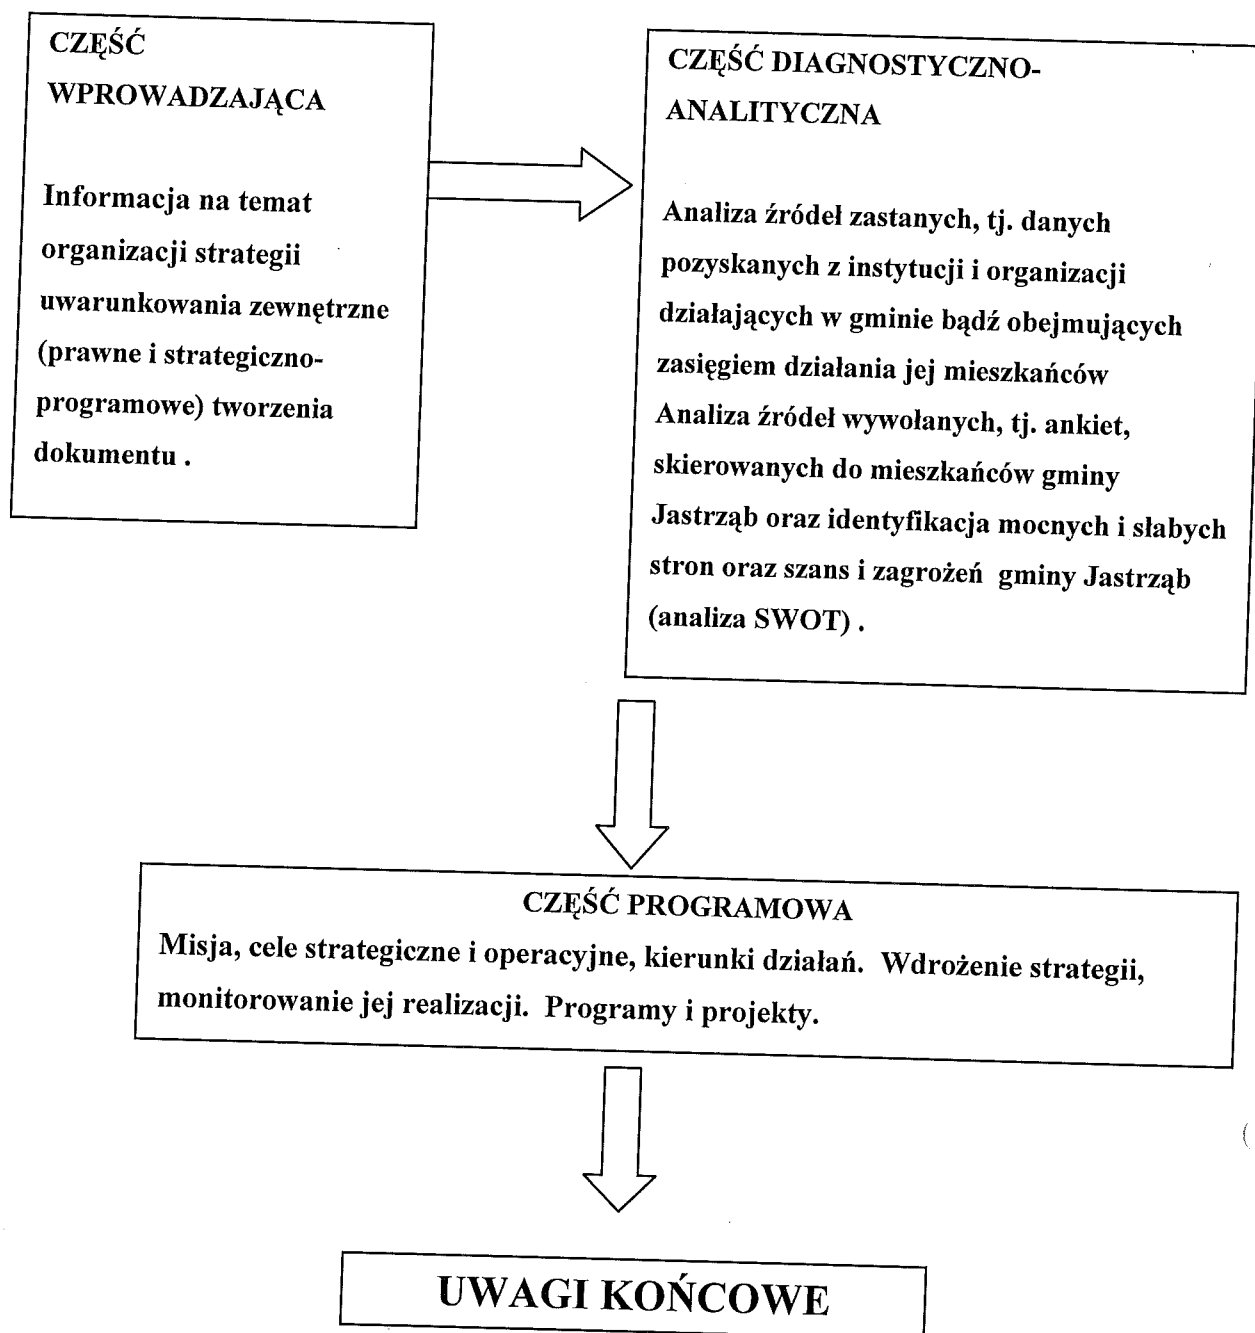 CZĘŚĆ
WPROWADZAJĄCA
Informacja na temat
organizacji strategii
uwarunkowania zewnętrzne
(prawne i strategiczno-
programowe) tworzenia
dokumentu .
CZĘŚĆ DIAGNOSTYCZNO-
ANALITYCZNA
Analiza źródeł zastanych, tj. danych
pozyskanych z instytucji i organizacji
działających w gminie bądź obejmujących
zasięgiem działania jej mieszkańców
Analiza źródeł wywołanych, tj. ankiet,
skierowanych do mieszkańców gminy
Jastrząb oraz identyfikacja mocnych i słabych
stron oraz szans i zagrożeń  gminy Jastrząb
(analiza SWOT) .
CZĘŚĆ PROGRAMOWA
Misja, cele strategiczne i operacyjne, kierunki działań.  Wdrożenie strategii,
monitorowanie jej realizacji.  Programy i projekty.
UWAGI KOŃCOWE